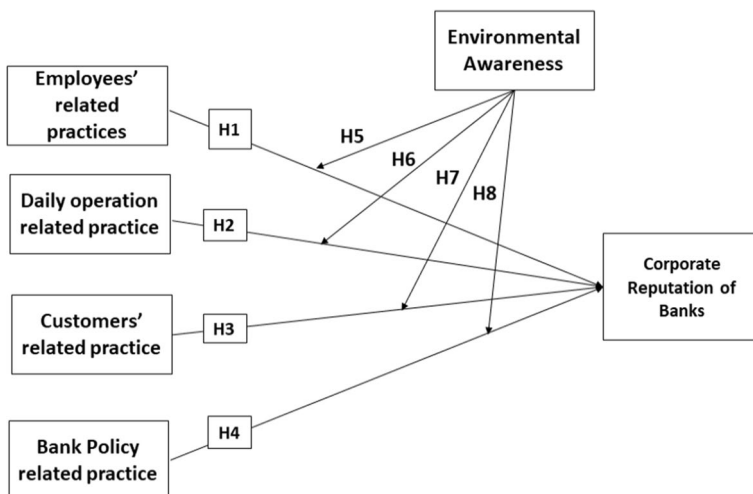 Environmental
Awareness
Employees'
related
practices
H1
H5
H6
H7
H8
Daily operation
related practice
H2
Corporate
Reputation of
Banks
Customers'
related practice
H3
Bank Policy
related practice
H4